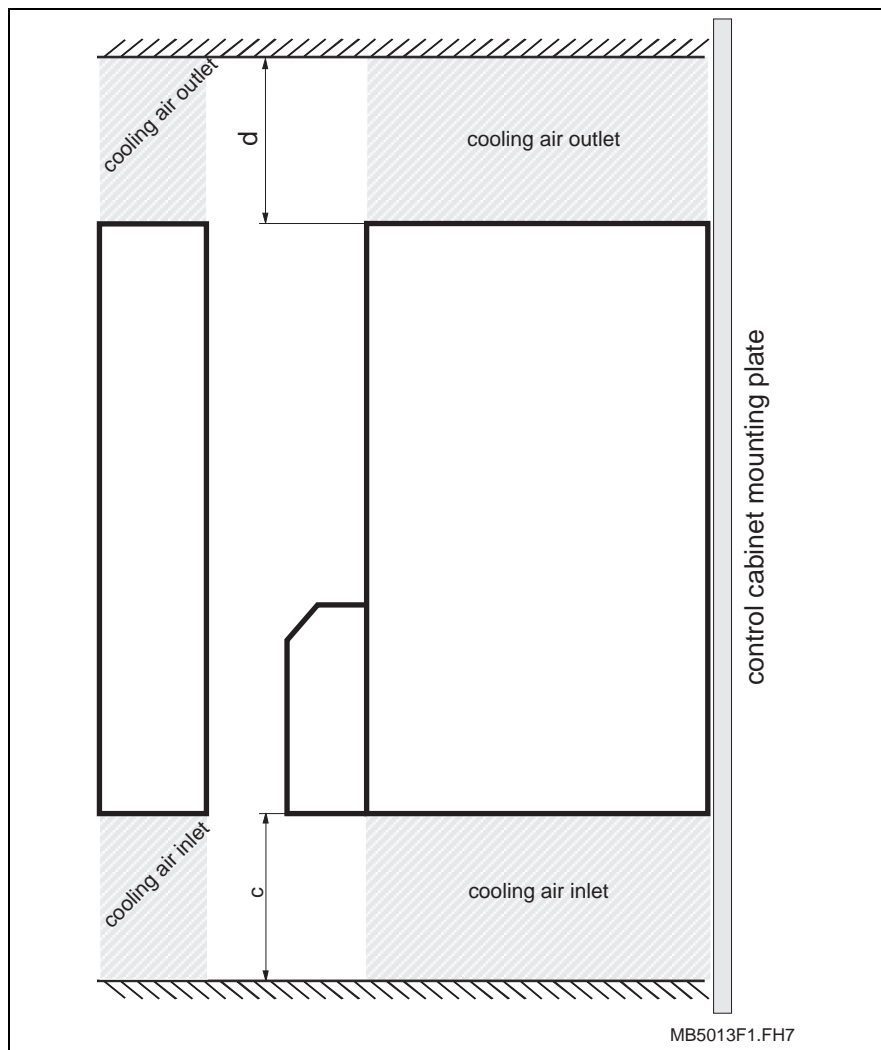 cooling air outlet
d
cooling air outlet
control cabinet mounting plate
cooling air inlet
c
cooling air inlet
MB5013F1.FH7